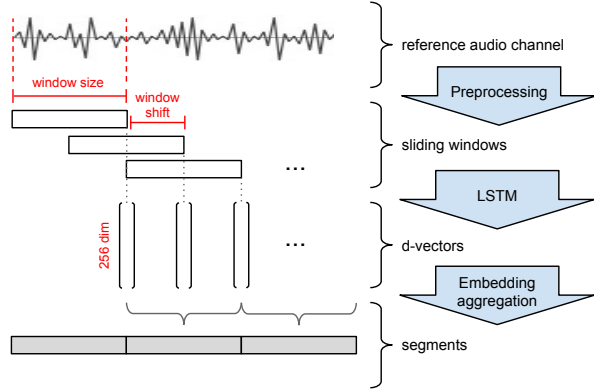 reference audio channel
window size
window
shift
Preprocessing
sliding windows
...
LSTM
256 dim
...
d-vectors
Embedding
aggregation
segments